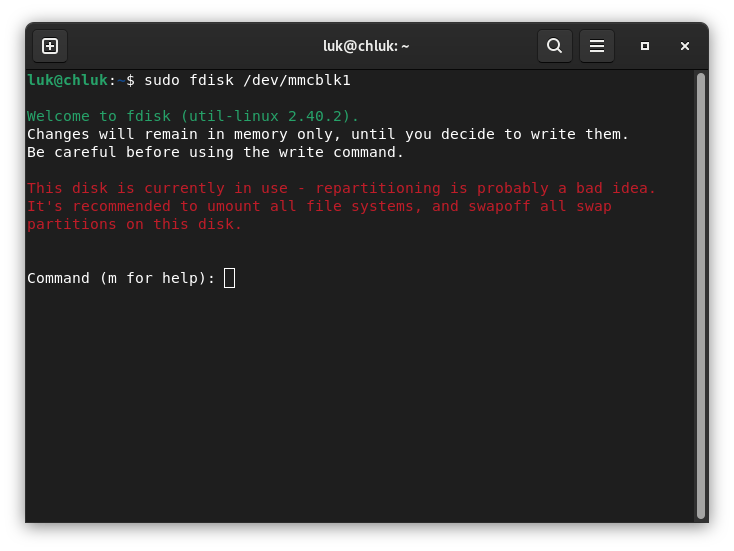 luk@chluk: ~
luk@chluk:~$ sudo fdisk /dev/mmcblk1
Welcome to fdisk (util-linux 2.40.2).
Changes will remain in memory only, until you decide to write them.
Be careful before using the write command.
This disk is currently in use - repartitioning is probably a bad idea.
It's recommended to umount all file systems, and swapoff all swap
partitions on this disk.
Command (m for help):